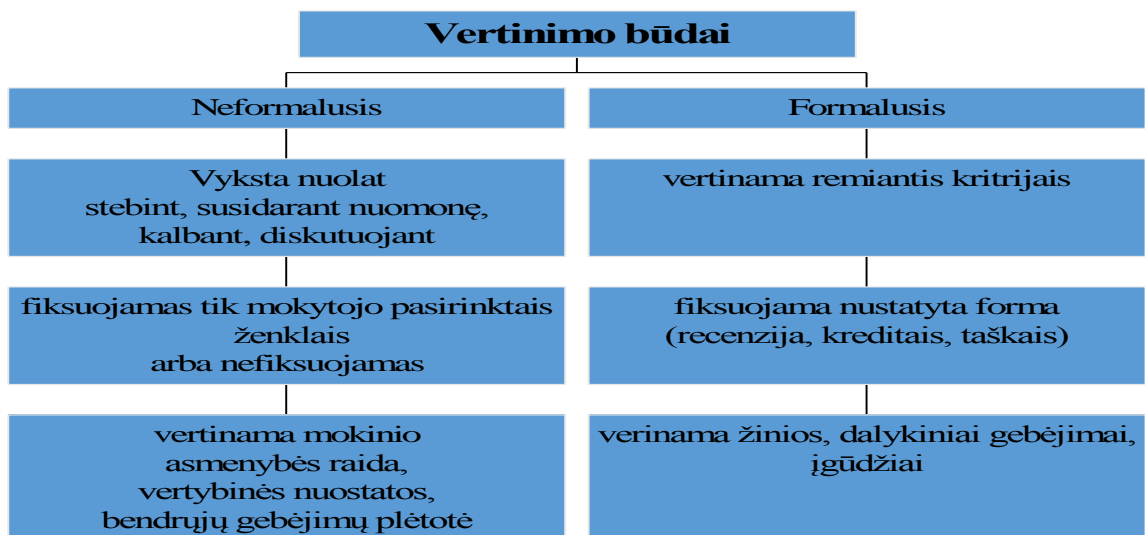 Vertinimo būdai
Neformalusis
Formalusis
Vyksta nuolat
stebint, susidarant nuomonę,
kalbant, diskutuojant
vertinama remiantis kritrijais
fiksuojamas tik mokytojo pasirinktais
ženklais
arba nefiksuojamas
fiksuojama nustatyta forma
(recenzija, kreditais, taškais)
vertinama mokinio
asmenybės raida,
vertybinės nuostatos,
bendrųjų gebėjimų plėtotė
verinama žinios, dalykiniai gebėjimai,
įgūdžiai